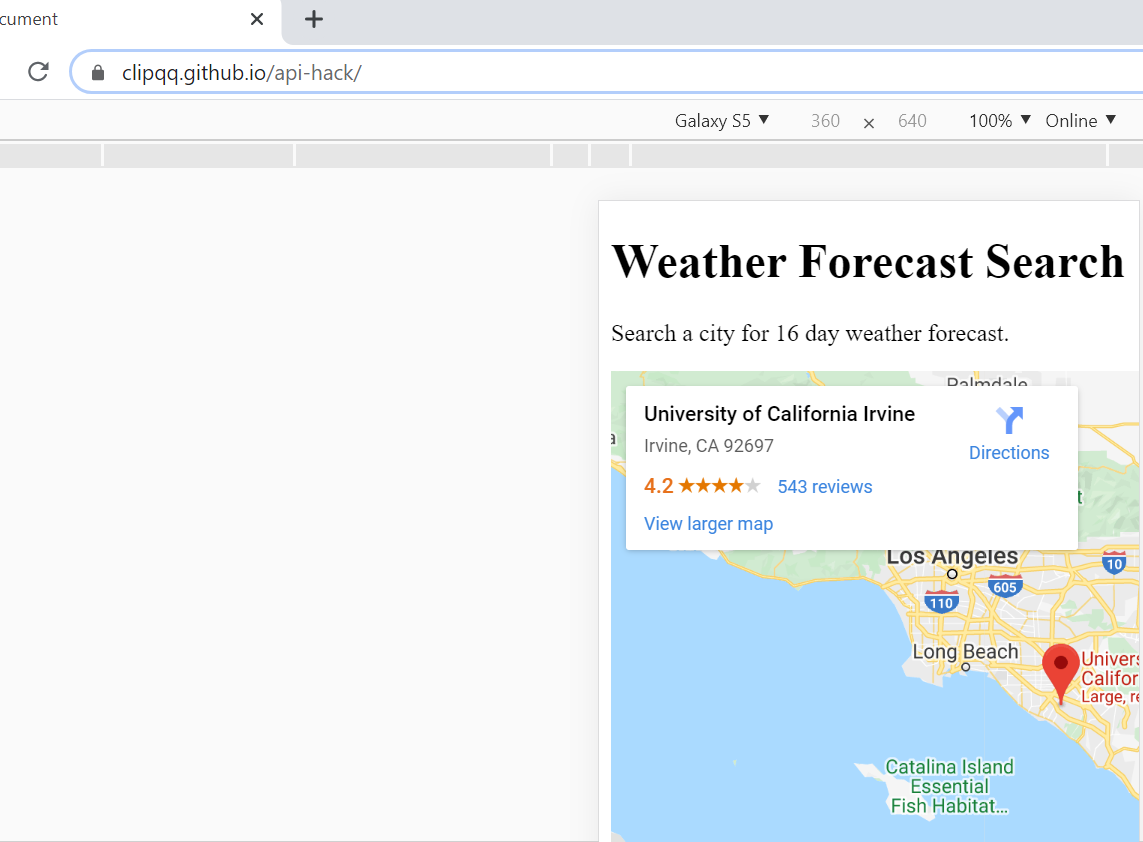 cument
clipqq.github.io/api-hack/
Galaxy S5 360 × 640 100% Online
Weather Forecast Search
Search a city for 16 day weather forecast.
Palmdale
University of California Irvine
Directions
Irvine, CA 92697
4.2 543 reviews
View larger map
a
t
Los Angeles
10
605
110
Long Beach
Univers
Califor
Large, re
Catalina Island
Essential
Fish Habitat...